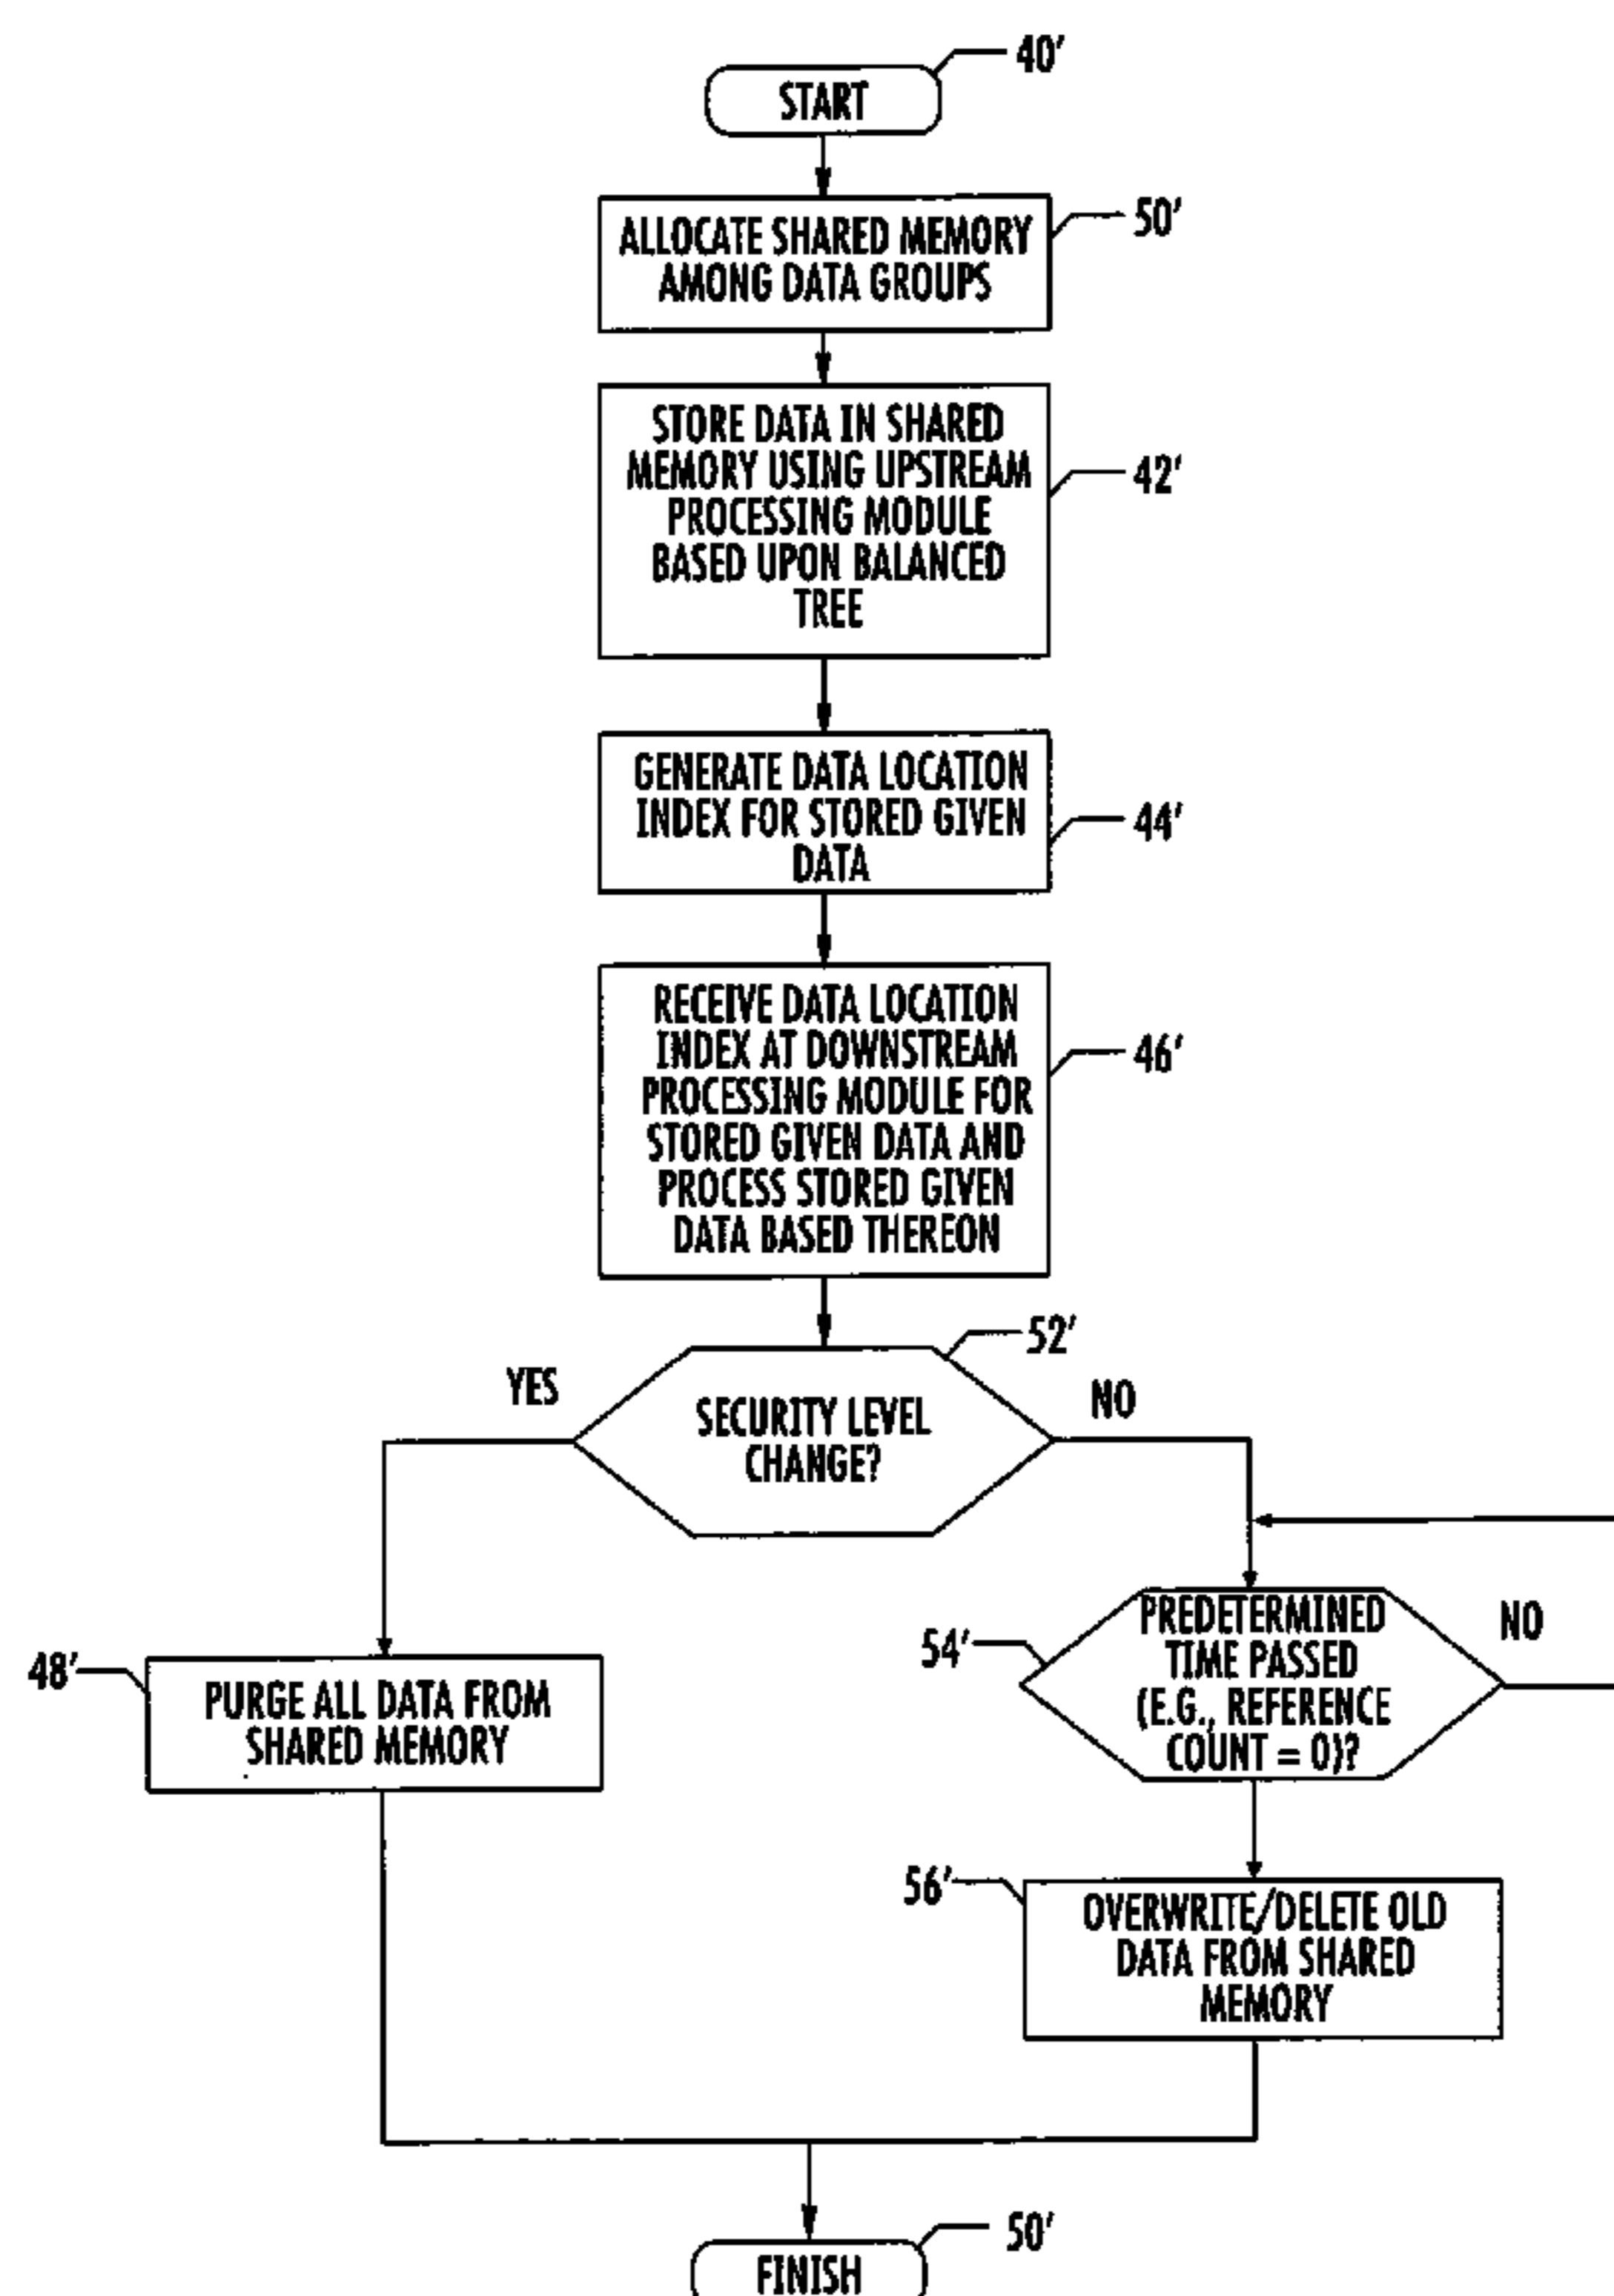 40'
START
50'
ALLOCATE SHARED MEMORY
AMONG DATA GROUPS
STORE DATA IN SHARED
MEMORY USING UPSTREAM
PROCESSING MODULE
BASED UPON BALANCED
TREE
42'
GENERATE DATA LOCATION
INDEX FOR STORED GIVEN
DATA
44'
RECEIVE DATA LOCATION
INDEX AT DOWNSTREAM
PROCESSING MODULE FOR
STORED GIVEN DATA AND
PROCESS STORED GIVEN
DATA BASED THEREON
46'
52'
YES
NO
SECURITY LEVEL
CHANGE?
48'
PURGE ALL DATA FROM
SHARED MEMORY
54'
PREDETERMINED
TIME PASSED
(E.G., REFERENCE
COUNT = 0)?
NO
56'
OVERWRITE/DELETE OLD
DATA FROM SHARED
MEMORY
50'
FINISH